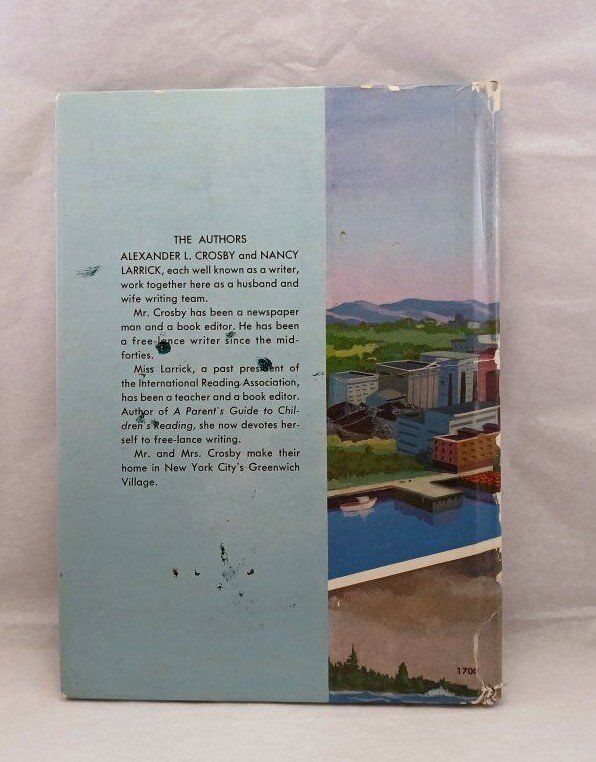 THE AUTHORS
ALEXANDER L. CROSBY and NANCY
LARRICK, each well known as a writer,
work together here as a husband and
wife writing team.
Mr. Crosby has been a newspaper
man and a book editor. He has been
a free-lance writer since the mid-
forties.
Miss Larrick, a past president of
the International Reading Association,
has been a teacher and a book editor.
Author of A Parent's Guide to Chil-
dren's Reading, she now devotes her-
self to free-lance writing.
Mr. and Mrs. Crosby make their
home in New York City's Greenwich
Village.